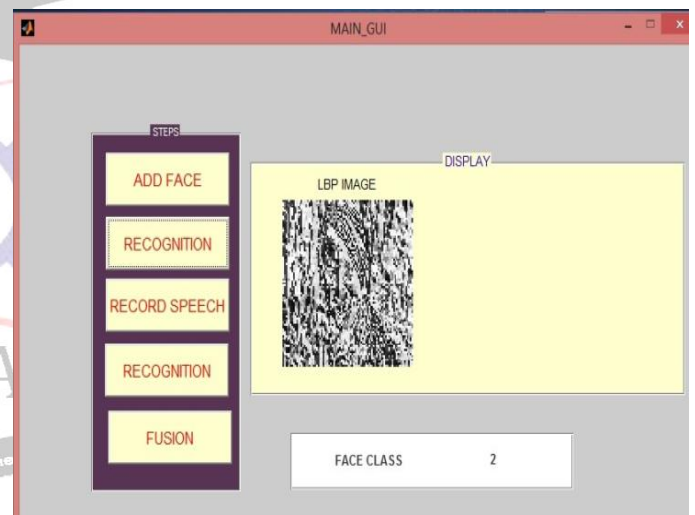 MAIN_GUI
STEPS
ADD FACE
RECOGNITION
RECORD SPEECH
RECOGNITION
FUSION
DISPLAY
LBP IMAGE
FACE CLASS 2